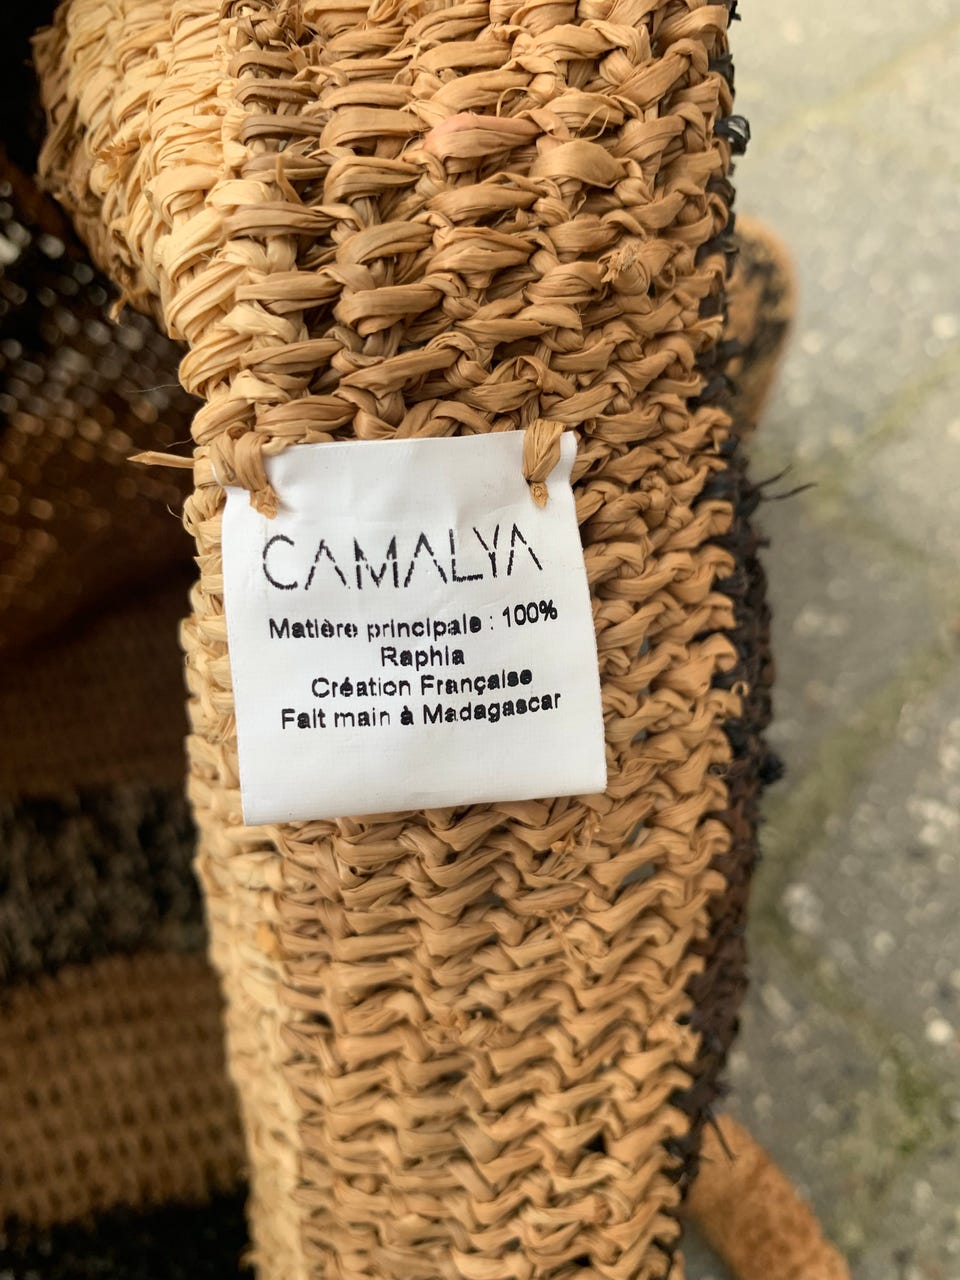 CAMALYA
Matière principale : 100%
Raphia
Création Française
Fait main à Madagascar